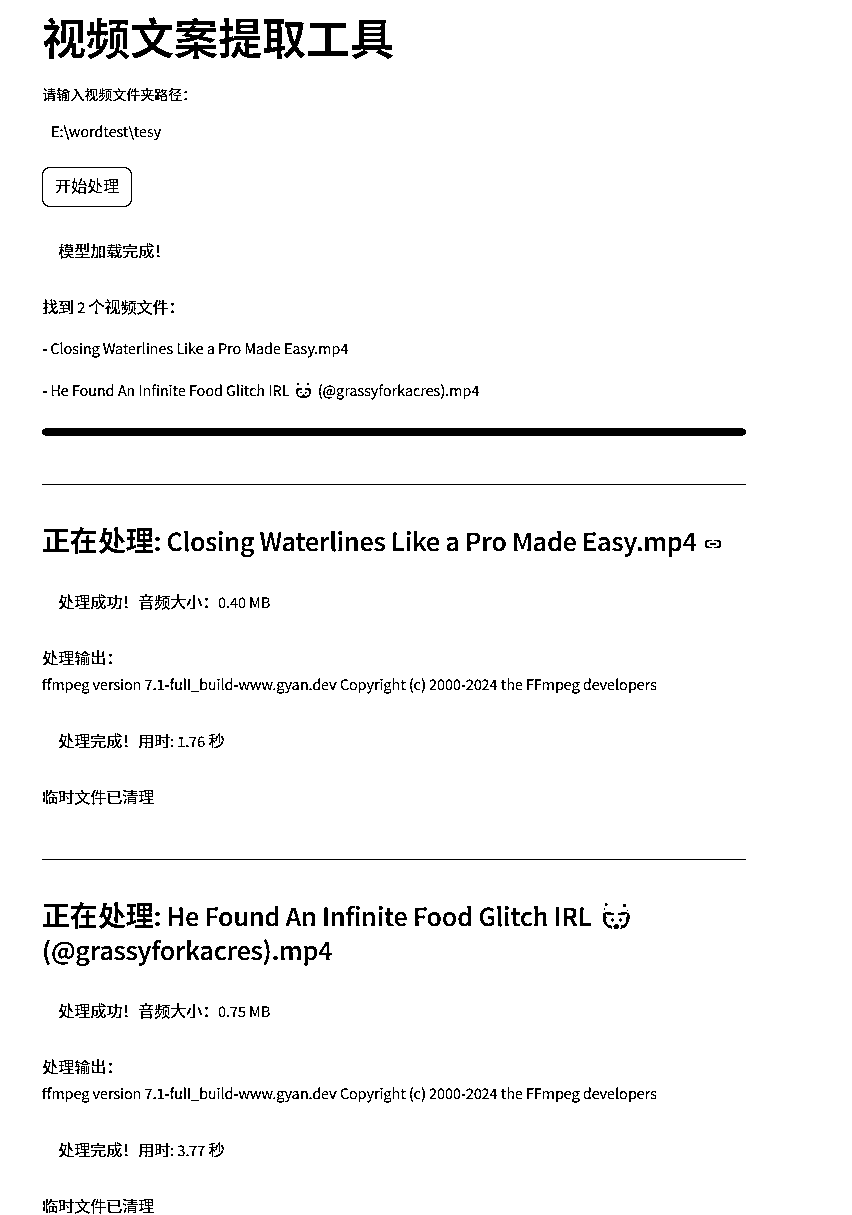 视频文案提取工具
请输入视频文件夹路径：
E:\wordtest\tesy
开始处理
模型加载完成！
找到 2 个视频文件：
- Closing Waterlines Like a Pro Made Easy.mp4
- He Found An Infinite Food Glitch IRL 🤯 (@grassyforkacres).mp4
正在处理: Closing Waterlines Like a Pro Made Easy.mp4
处理成功！音频大小：0.40 MB
处理输出：
ffmpeg version 7.1-full_build-www.gyan.dev Copyright (c) 2000-2024 the FFmpeg developers
处理完成！用时: 1.76 秒
临时文件已清理
正在处理: He Found An Infinite Food Glitch IRL
(@grassyforkacres).mp4
处理成功！音频大小：0.75 MB
处理输出：
ffmpeg version 7.1-full_build-www.gyan.dev Copyright (c) 2000-2024 the FFmpeg developers
处理完成！用时: 3.77 秒
临时文件已清理